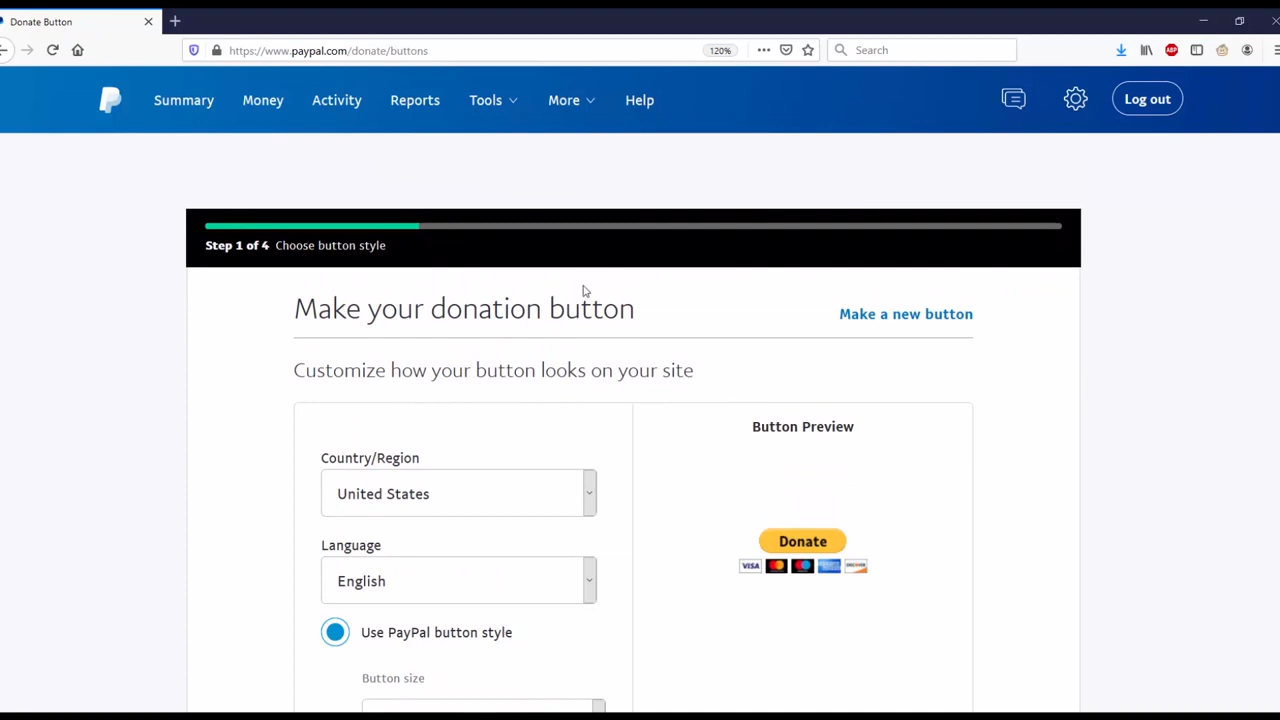 Donate Button
https://www.paypal.com/donate/buttons
120%
Search
ABP
Summary
Money
Activity
Reports
Tools
More
Help
Log out
Step 1 of 4 Choose button style
Make your donation button
Make a new button
Customize how your button looks on your site
Button Preview
Country/Region
United States
Language
English
Donate
VISA
Use PayPal button style
Button size